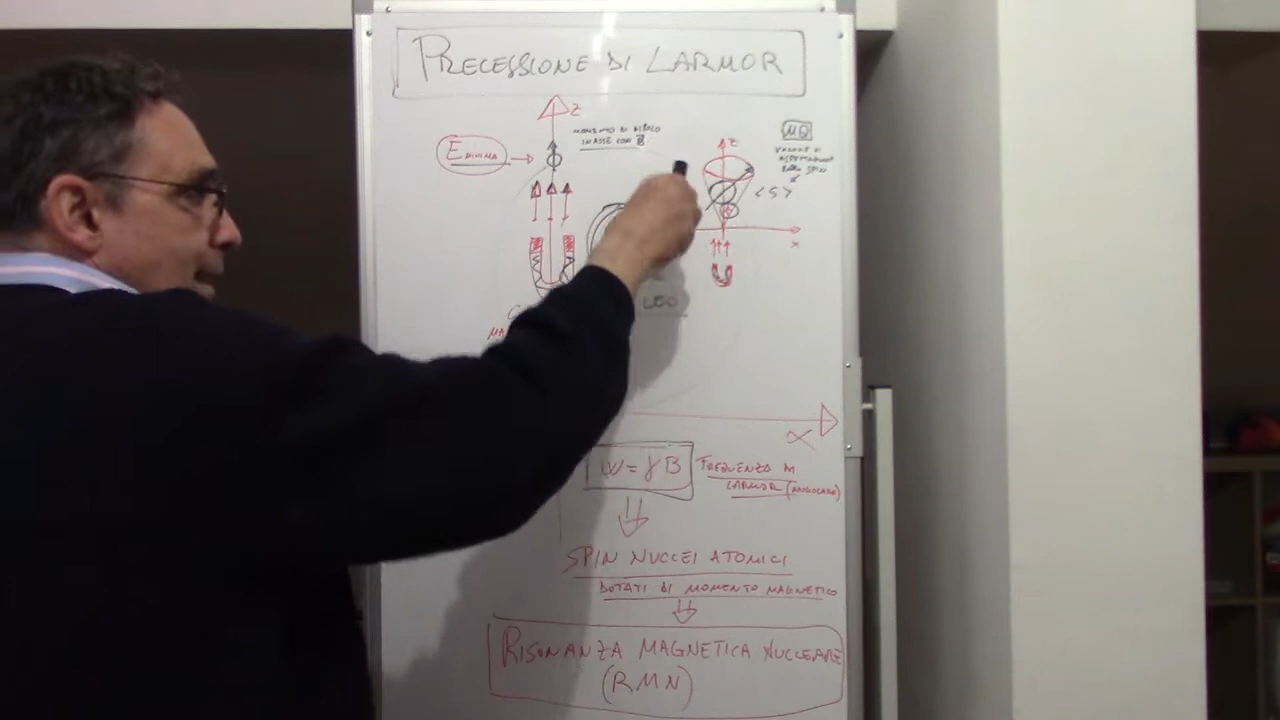 PRECESSIONE DI LARMOR
Z
E MINIMA
MOMENTO DI DIPOLO
IN ASSE CON B
Z
MQ
VALORE DI
ASPETTAZIONE
DELLO SPIN
<S>
X
X
W = γ B
FREQUENZA DI
LARMOR (ANGOLARE)
SPIN NUCLEI ATOMICI
DOTATI DI MOMENTO MAGNETICO
RISONANZA MAGNETICA NUCLEARE
(RMN)